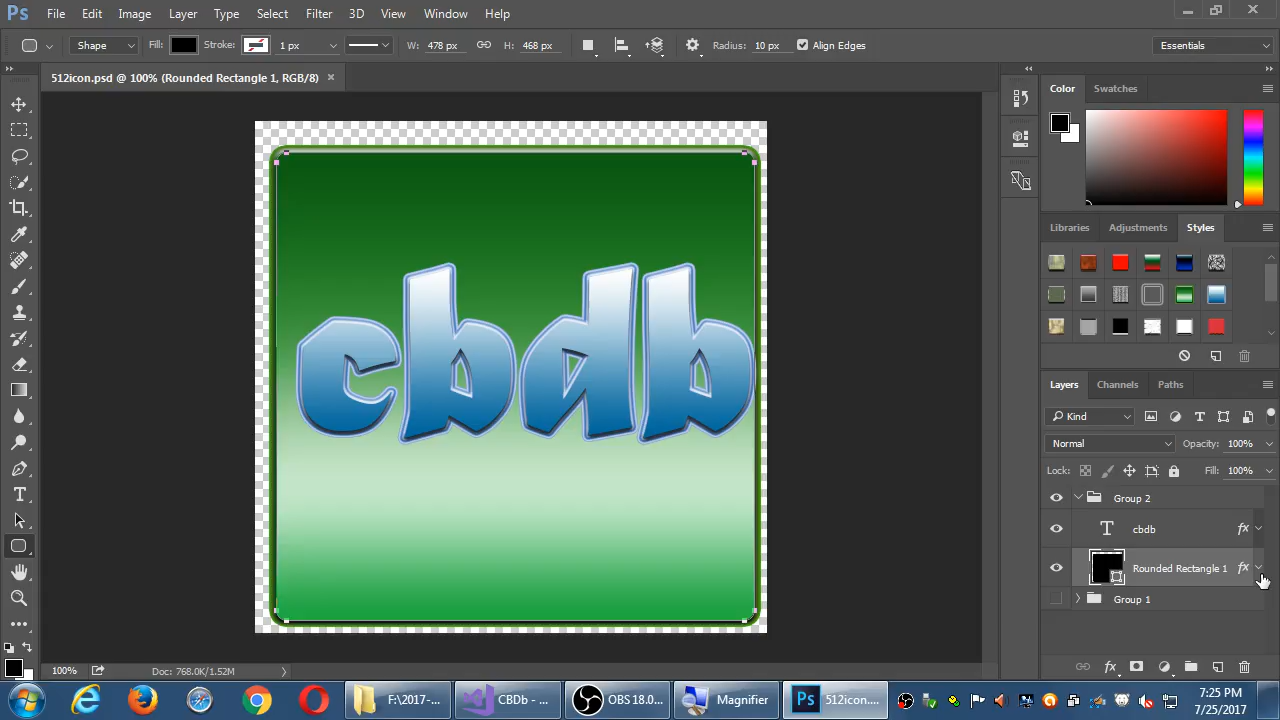 Ps File Edit Image Layer Type Select Filter 3D View Window Help
Shape Fill: Stroke: 1 px W: 478 px H: 468 px Radius: 10 px Align Edges Essentials
512icon.psd @ 100% (Rounded Rectangle 1, RGB/8) ×
Color Swatches
Libraries Adjustments Styles
cbdb
Layers Channels Paths
Kind
Normal Opacity: 100%
Lock: Fill: 100%
Group 2
T cbdb fx
Rounded Rectangle 1 fx
Group 1
100% Doc: 768.0K/1.52M
fx
F:\2017-... CBDb - ... OBS 18.0... Magnifier Ps 512icon....
7:25 PM
7/25/2017